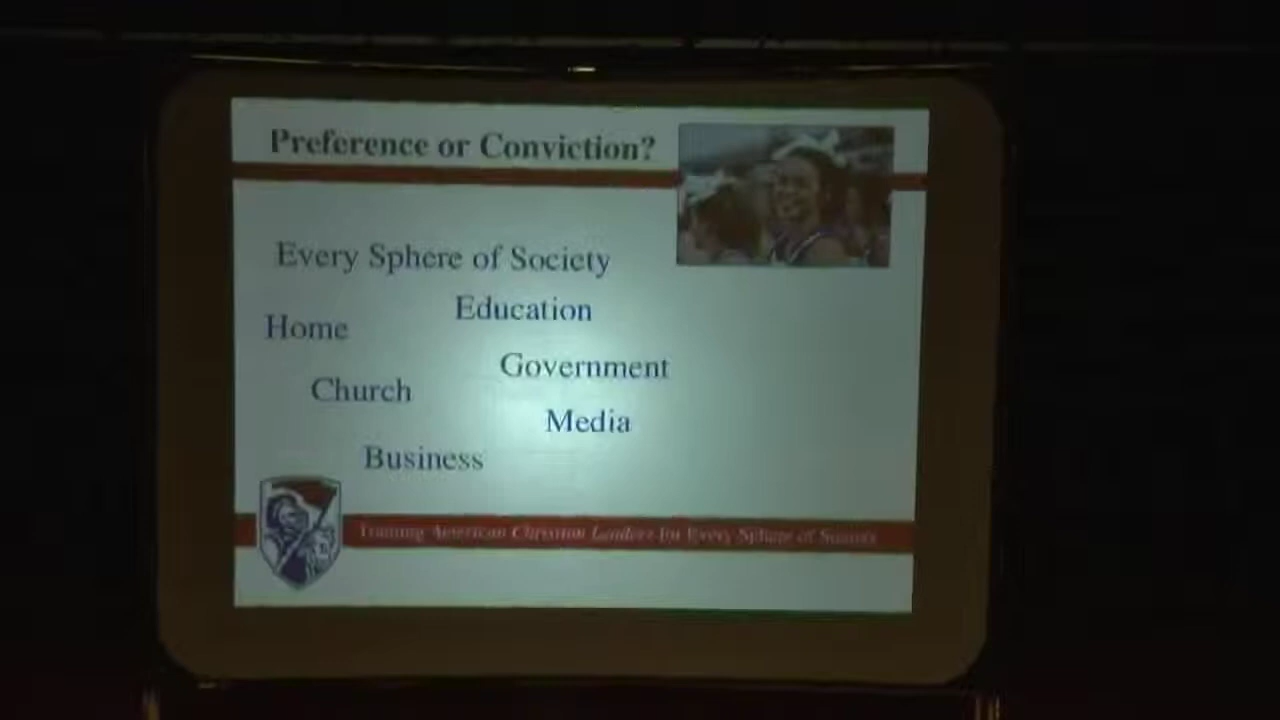 Preference or Conviction?
Every Sphere of Society
Education
Home
Government
Church
Media
Business
Training American Christian Leaders for Every Sphere of Society